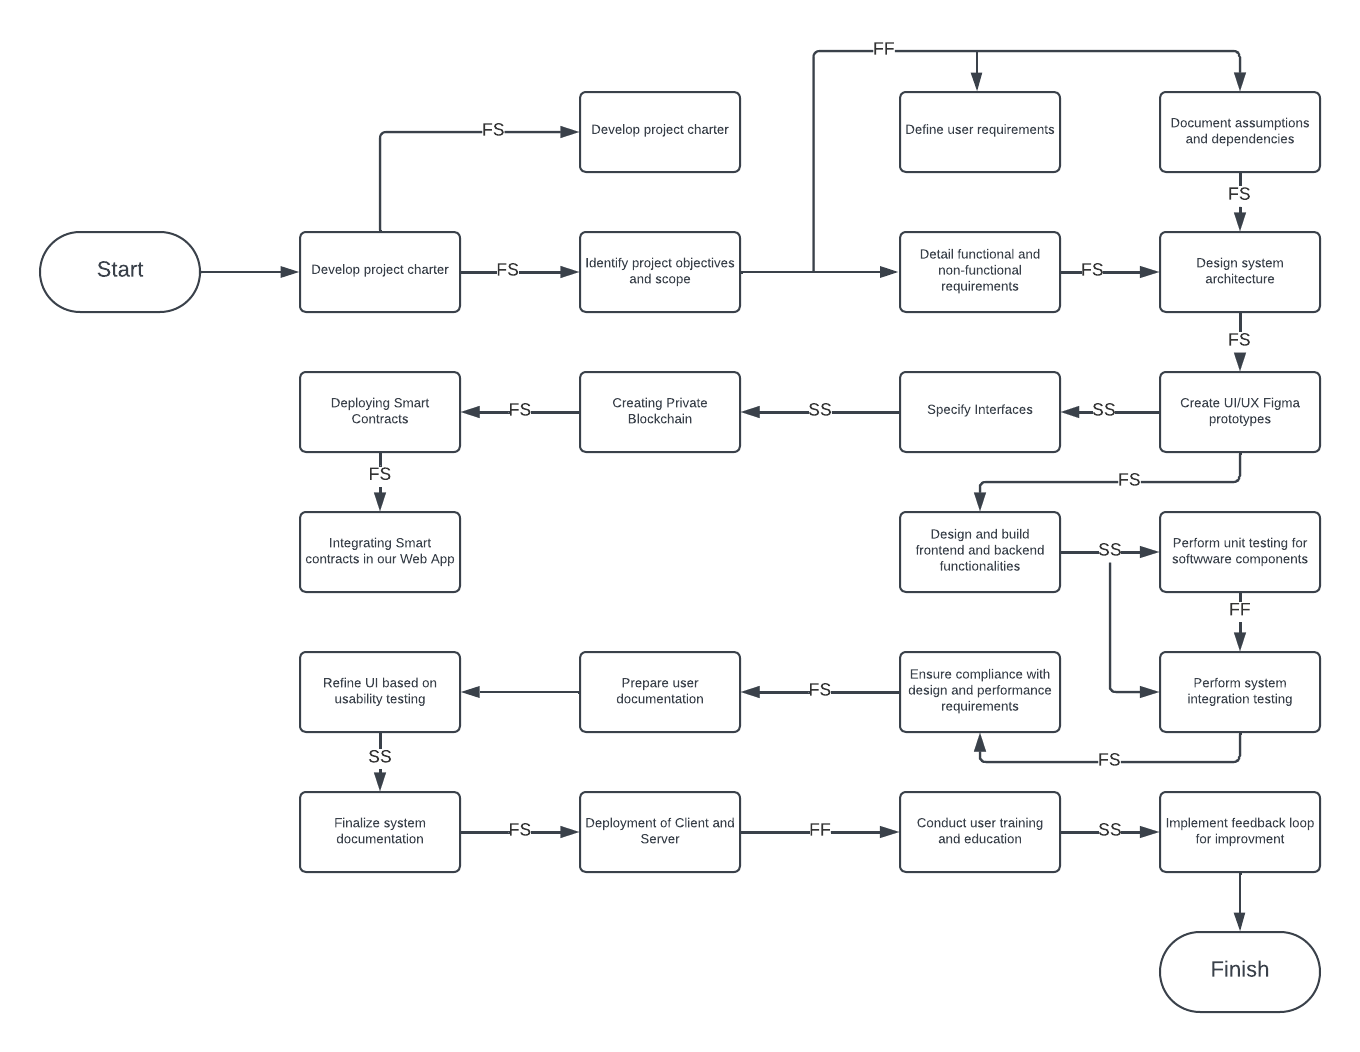 FF
Develop project charter
Define user requirements
Document assumptions
and dependencies
FS
FS
Start
Develop project charter
FS
Identify project objectives
and scope
Detail functional and
non-functional
requirements
FS
Design system
architecture
FS
Deploying Smart
Contracts
FS
Creating Private
Blockchain
SS
Specify Interfaces
SS
Create UI/UX Figma
prototypes
FS
FS
Integrating Smart
contracts in our Web App
Design and build
frontend and backend
functionalities
SS
Perform unit testing for
softwware components
FF
Refine UI based on
usability testing
Prepare user
documentation
FS
Ensure compliance with
design and performance
requirements
Perform system
integration testing
SS
FS
Finalize system
documentation
FS
Deployment of Client and
Server
FF
Conduct user training
and education
SS
Implement feedback loop
for improvment
Finish